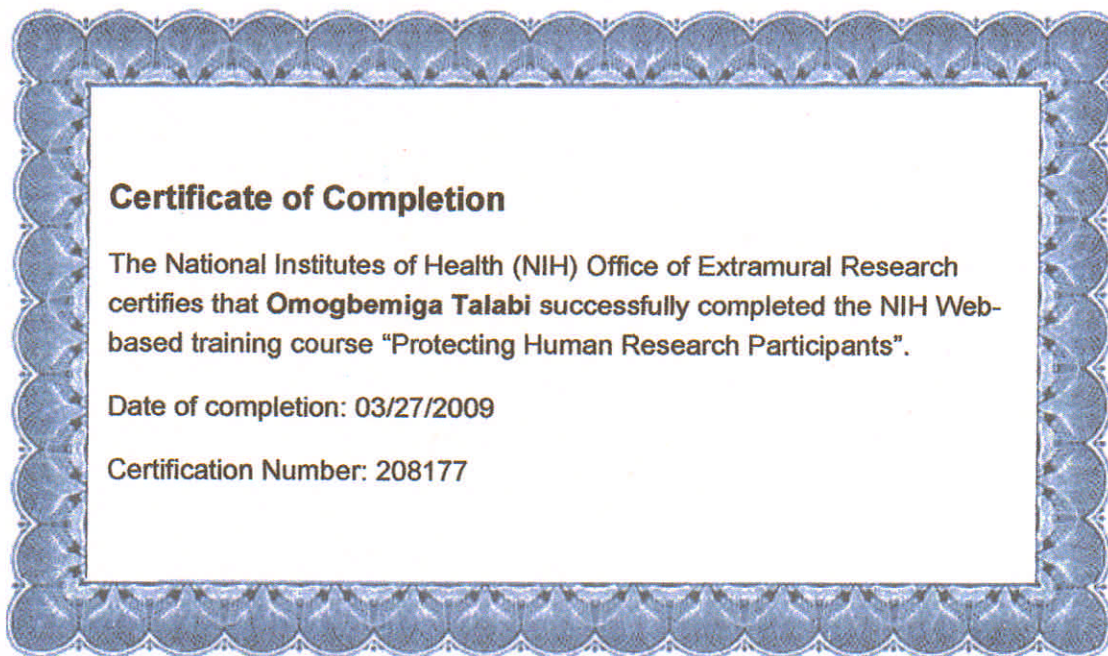 Certificate of Completion
The National Institutes of Health (NIH) Office of Extramural Research
certifies that Omogbemiga Talabi successfully completed the NIH Web-
based training course “Protecting Human Research Participants”.
Date of completion: 03/27/2009
Certification Number: 208177